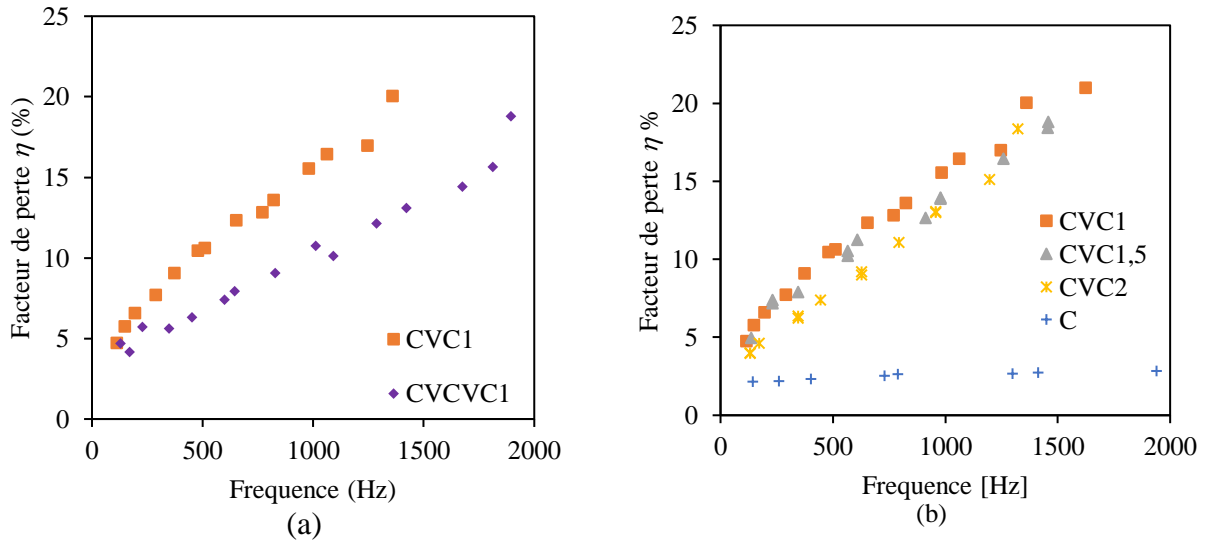 25
20
15
10
5
0
Facteur de perte η (%)
CVC1
CVCVC1
0 500 1000 1500 2000
Frequence (Hz)
(a)
25
20
15
10
5
0
Facteur de perte η %
CVC1
CVC1,5
CVC2
C
0 500 1000 1500 2000
Frequence [Hz]
(b)